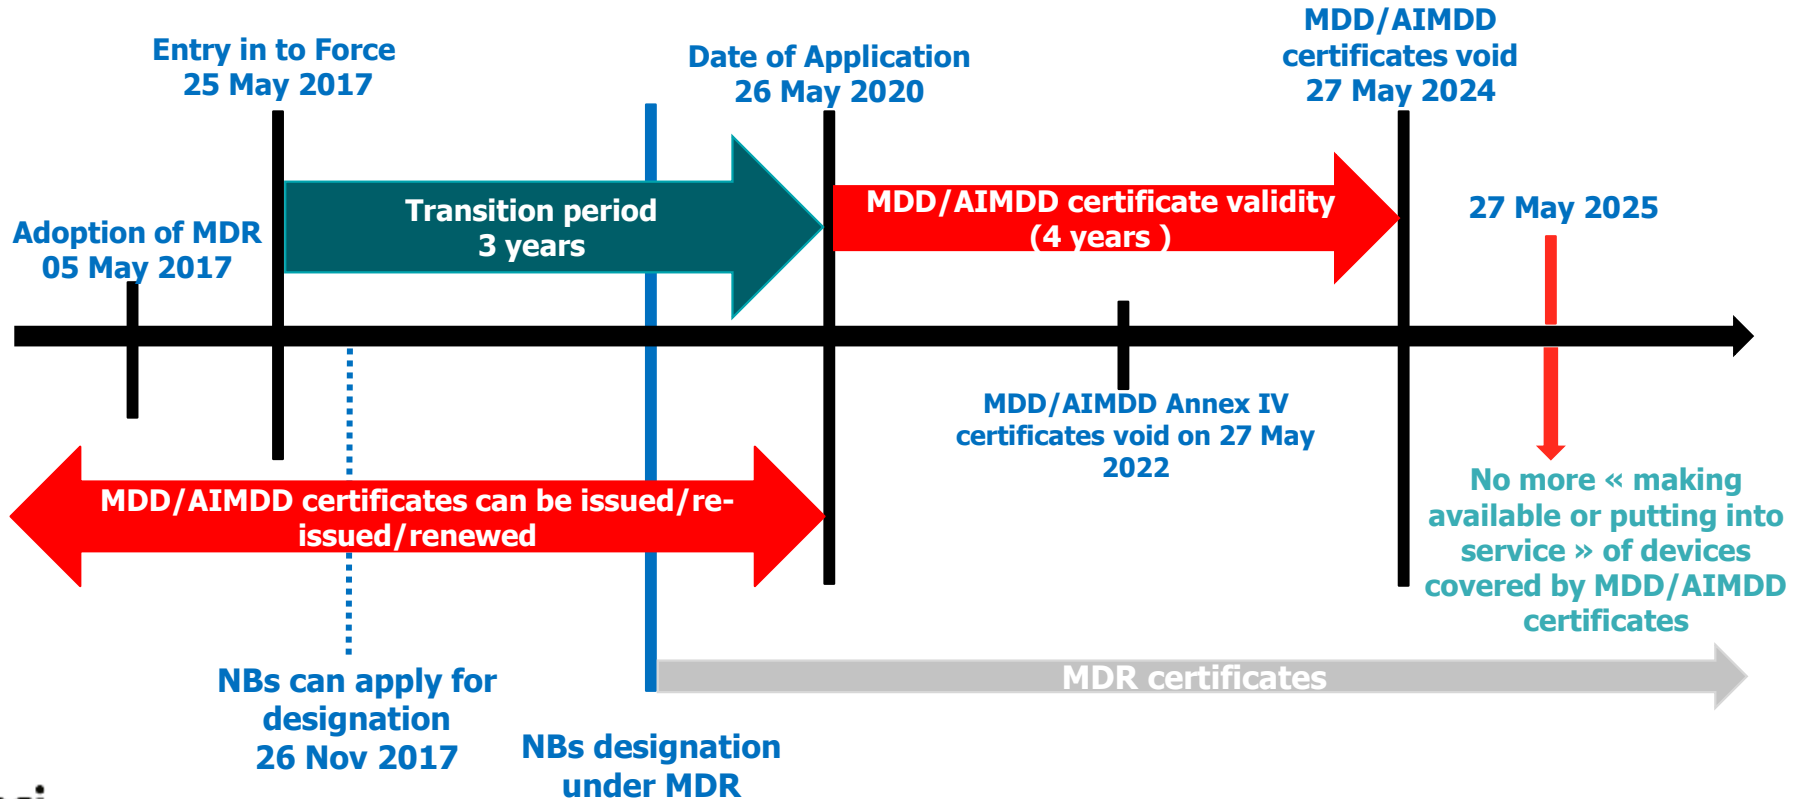 Entry in to Force
25 May 2017
Date of Application
26 May 2020
MDD/AIMDD
certificates void
27 May 2024
Adoption of MDR
05 May 2017
Transition period
3 years
MDD/AIMDD certificate validity
(4 years )
27 May 2025
MDD/AIMDD Annex IV
certificates void on 27 May
2022
MDD/AIMDD certificates can be issued/re-
issued/renewed
No more « making
available or putting into
service » of devices
covered by MDD/AIMDD
certificates
MDR certificates
NBs can apply for
designation
26 Nov 2017
NBs designation
under MDR